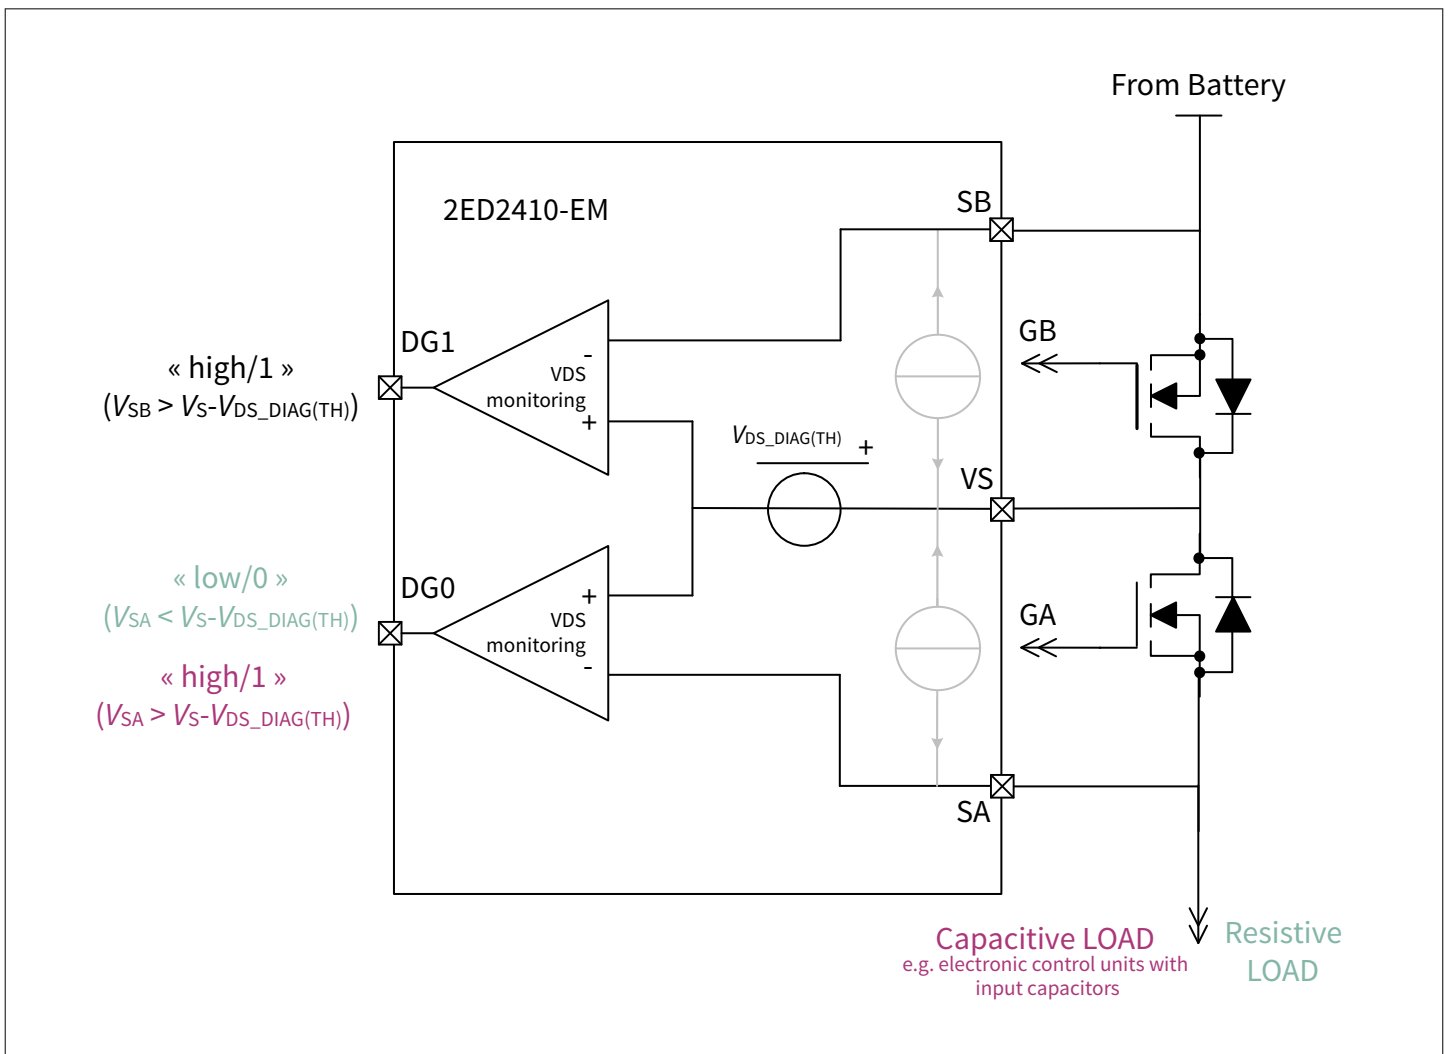 From Battery
2ED2410-EM
SB
DG1
-
VDS
monitoring
+
« high/1 »
(VSB > VS-VDS_DIAG(TH))
GB
VDS_DIAG(TH) +
VS
« low/0 »
(VSA < VS-VDS_DIAG(TH))
DG0
+
VDS
monitoring
-
GA
« high/1 »
(VSA > VS-VDS_DIAG(TH))
SA
Capacitive LOAD
e.g. electronic control units with
input capacitors
Resistive
LOAD